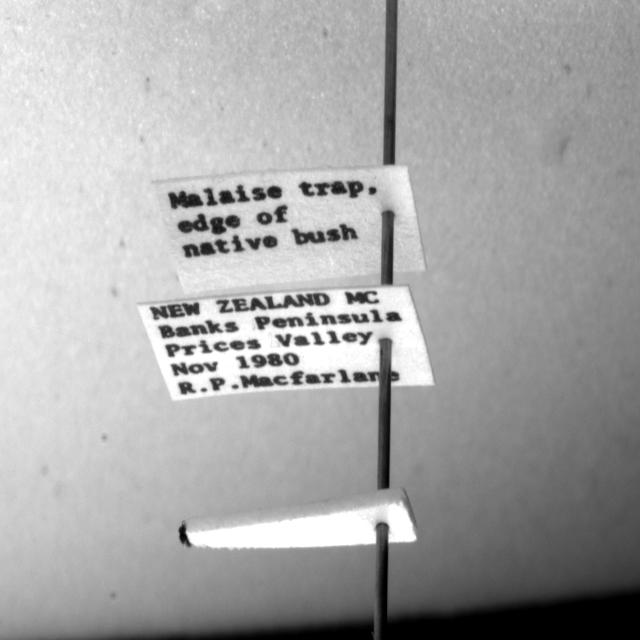 Malaise trap,
edge of
native bush
NEW ZEALAND MC
Banks Peninsula
Prices Valley
Nov 1980
R.P.Macfarlane